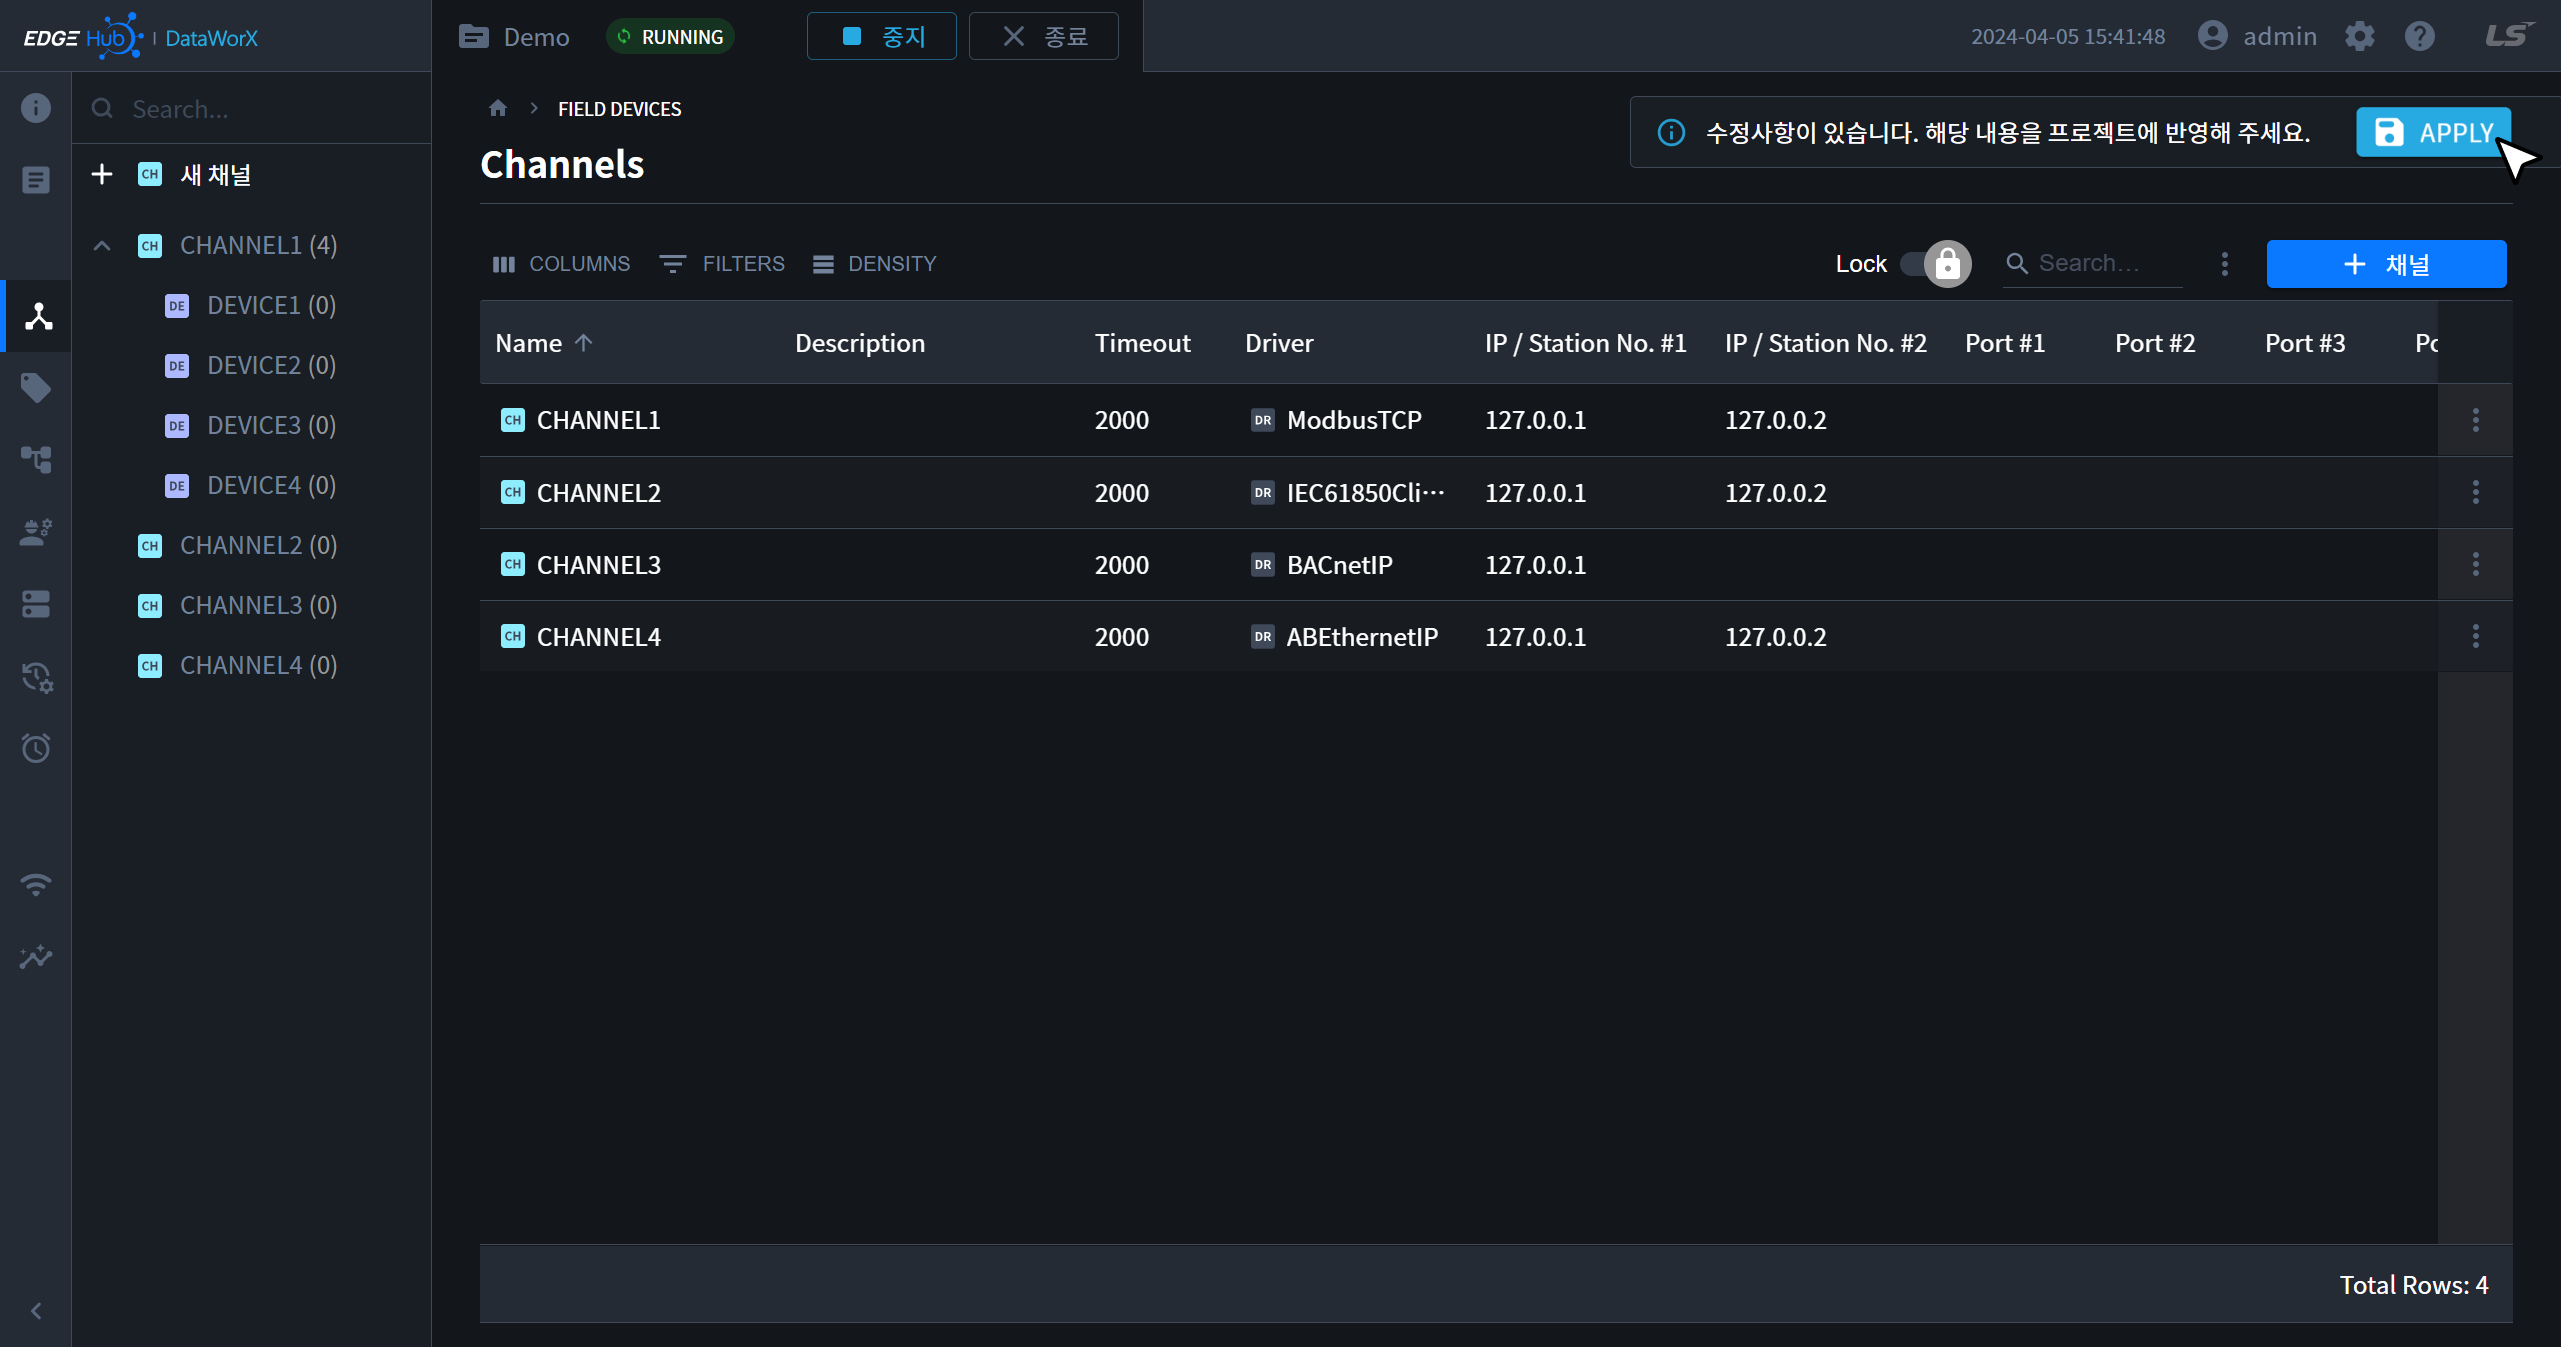 EDGE Hub | DataWorX
Demo
RUNNING
중지
종료
2024-04-05 15:41:48
admin
LS
Search...
새 채널
CHANNEL1 (4)
DE DEVICE1 (0)
DE DEVICE2 (0)
DE DEVICE3 (0)
DE DEVICE4 (0)
CH CHANNEL2 (0)
CH CHANNEL3 (0)
CH CHANNEL4 (0)
FIELD DEVICES
수정사항이 있습니다. 해당 내용을 프로젝트에 반영해 주세요.
APPLY
Channels
COLUMNS
FILTERS
DENSITY
Lock
Search...
채널
Name Description Timeout Driver IP / Station No. #1 IP / Station No. #2 Port #1 Port #2 Port #3
CH CHANNEL1 2000 DR ModbusTCP 127.0.0.1 127.0.0.2
CH CHANNEL2 2000 DR IEC61850Cli... 127.0.0.1 127.0.0.2
CH CHANNEL3 2000 DR BACnetIP 127.0.0.1
CH CHANNEL4 2000 DR ABEthernetIP 127.0.0.1 127.0.0.2
Total Rows: 4